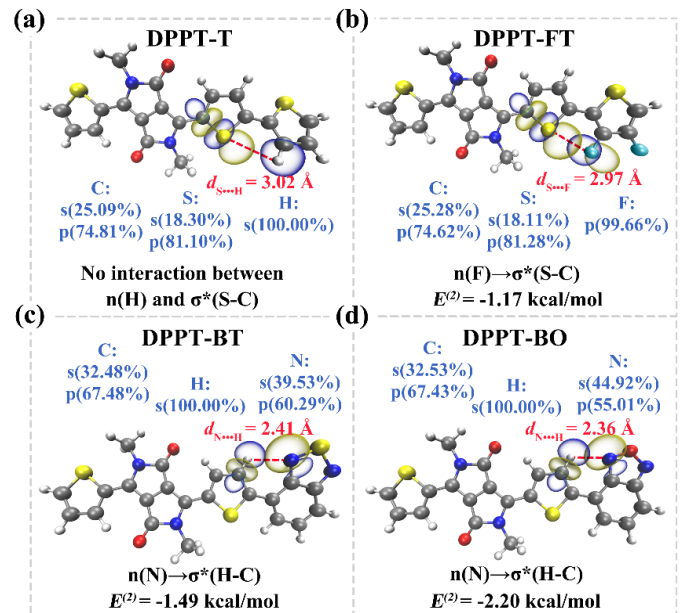 (a)
DPPT-T
dS•••H = 3.02 Å
C:
s(25.09%)
p(74.81%)
S:
s(18.30%)
p(81.10%)
H:
s(100.00%)
No interaction between
n(H) and σ*(S-C)
(b)
DPPT-FT
dS•••F = 2.97 Å
C:
s(25.28%)
p(74.62%)
S:
s(18.11%)
p(81.28%)
F:
p(99.66%)
n(F)→σ*(S-C)
E(2) = -1.17 kcal/mol
(c)
DPPT-BT
C:
s(32.48%)
p(67.48%)
H:
s(100.00%)
N:
s(39.53%)
p(60.29%)
dN•••H = 2.41 Å
n(N)→σ*(H-C)
E(2) = -1.49 kcal/mol
(d)
DPPT-BO
C:
s(32.53%)
p(67.43%)
H:
s(100.00%)
N:
s(44.92%)
p(55.01%)
dN•••H = 2.36 Å
n(N)→σ*(H-C)
E(2) = -2.20 kcal/mol